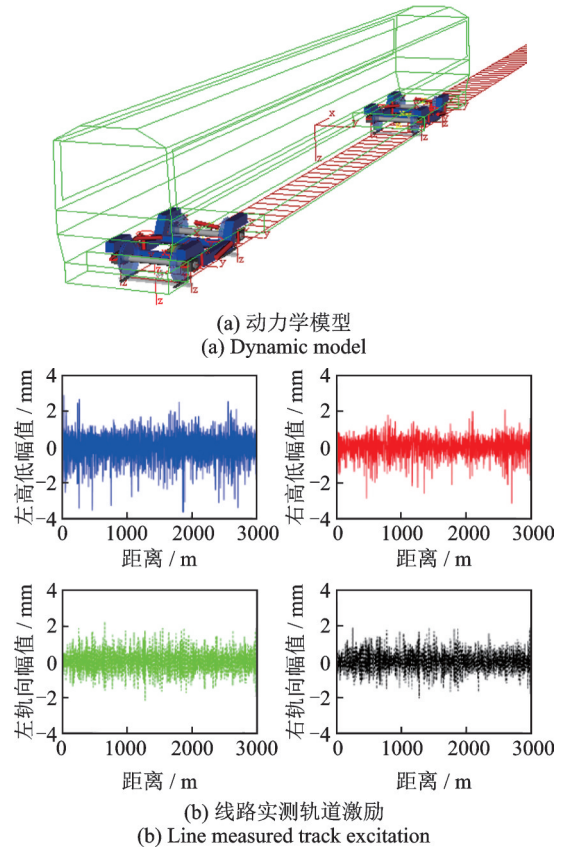 x
y
z
y
z
z
z
z
(a) 动力学模型
(a) Dynamic model
左高低幅值 / mm
4
2
0
−2
−4
0 1000 2000 3000
距离 / m
右高低幅值 / mm
4
2
0
−2
−4
0 1000 2000 3000
距离 / m
左轨向幅值 / mm
4
2
0
−2
−4
0 1000 2000 3000
距离 / m
右轨向幅值 / mm
4
2
0
−2
−4
0 1000 2000 3000
距离 / m
(b) 线路实测轨道激励
(b) Line measured track excitation